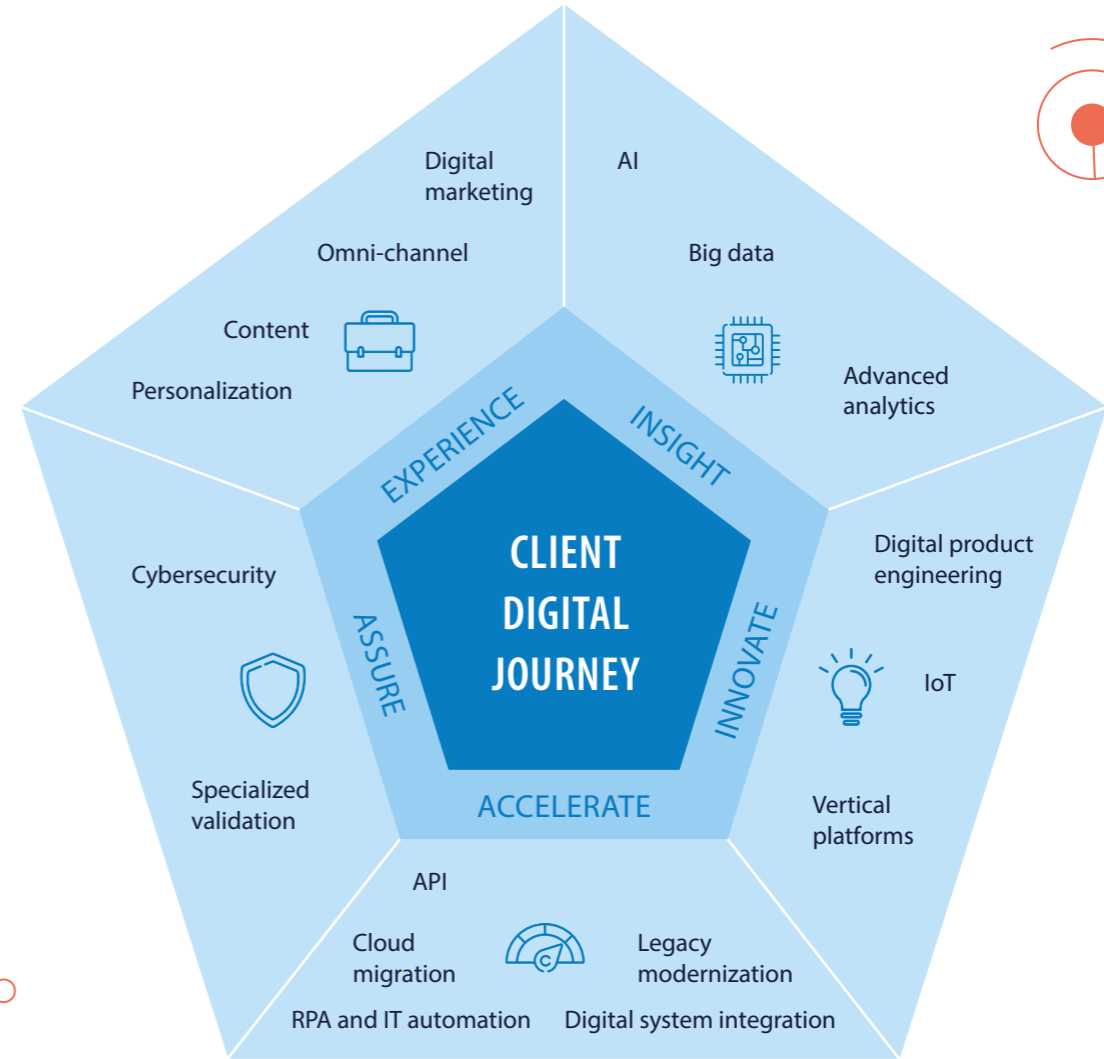 Digital
marketing
Omni-channel
Content
Personalization
AI
Big data
Advanced
analytics
EXPERIENCE
INSIGHT
CLIENT
DIGITAL
JOURNEY
Digital product
engineering
IoT
Vertical
platforms
INNOVATE
Cybersecurity
Specialized
validation
ASSURE
ACCELERATE
API
Cloud
migration
C
Legacy
modernization
RPA and IT automation
Digital system integration